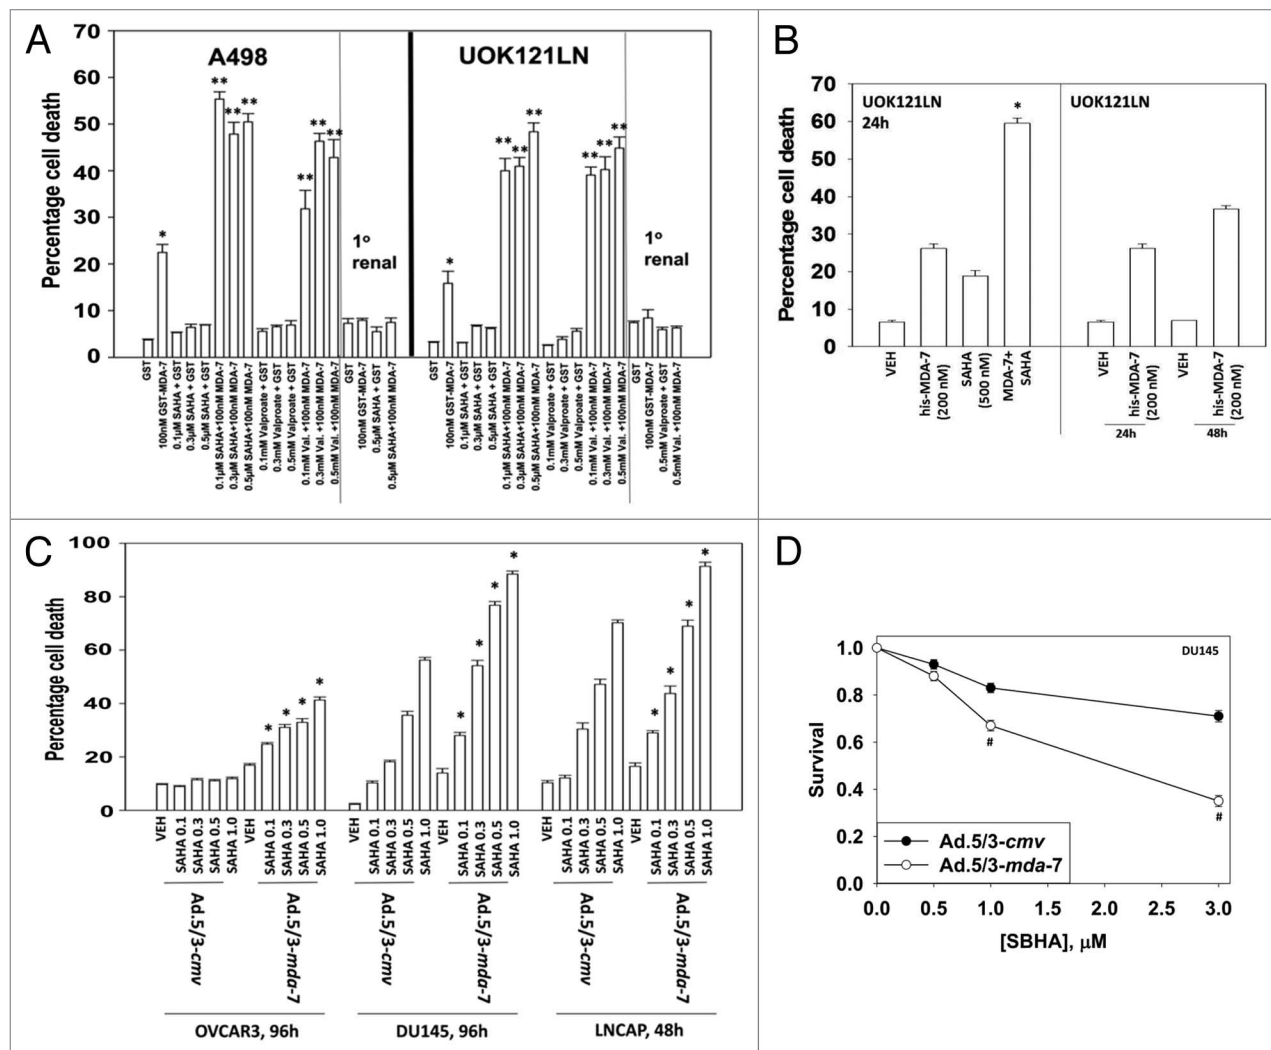 A
70
60
50
40
30
20
10
0
Percentage cell death
A498
UOK121LN
*
**
**
**
**
**
**
*
**
**
**
**
**
**
1º
renal
1º
renal
GST
100nM GST-MDA-7
0.1µM SAHA + GST
0.3µM SAHA + GST
0.5µM SAHA + GST
0.1µM SAHA+100nM MDA-7
0.3µM SAHA+100nM MDA-7
0.5µM SAHA+100nM MDA-7
0.1mM Valproate + GST
0.3mM Valproate + GST
0.5mM Valproate + GST
0.1mM Val. +100nM MDA-7
0.3mM Val. +100nM MDA-7
0.5mM Val. +100nM MDA-7
GST
100nM GST-MDA-7
0.5µM SAHA + GST
0.5µM SAHA+100nM MDA-7
GST
100nM GST-MDA-7
0.1µM SAHA + GST
0.3µM SAHA + GST
0.5µM SAHA + GST
0.1µM SAHA+100nM MDA-7
0.3µM SAHA+100nM MDA-7
0.5µM SAHA+100nM MDA-7
0.1mM Valproate + GST
0.3mM Valproate + GST
0.5mM Valproate + GST
0.1mM Val. +100nM MDA-7
0.3mM Val. +100nM MDA-7
0.5mM Val. +100nM MDA-7
GST
100nM GST-MDA-7
0.5mM Valproate + GST
0.5mM Val. +100nM MDA-7
B
70
60
50
40
30
20
10
0
Percentage cell death
UOK121LN
24h
*
UOK121LN
VEH
his-MDA-7
(200 nM)
SAHA
(500 nM)
MDA-7+
SAHA
VEH
his-MDA-7
(200 nM)
VEH
his-MDA-7
(200 nM)
24h
48h
C
100
80
60
40
20
0
Percentage cell death
*
*
*
*
*
*
*
*
*
*
*
*
VEH
SAHA 0.1
SAHA 0.3
SAHA 0.5
SAHA 1.0
VEH
SAHA 0.1
SAHA 0.3
SAHA 0.5
SAHA 1.0
VEH
SAHA 0.1
SAHA 0.3
SAHA 0.5
SAHA 1.0
VEH
SAHA 0.1
SAHA 0.3
SAHA 0.5
SAHA 1.0
VEH
SAHA 0.1
SAHA 0.3
SAHA 0.5
SAHA 1.0
VEH
SAHA 0.1
SAHA 0.3
SAHA 0.5
SAHA 1.0
Ad.5/3-cmv
Ad.5/3-mda-7
Ad.5/3-cmv
Ad.5/3-mda-7
Ad.5/3-cmv
Ad.5/3-mda-7
OVCAR3, 96h
DU145, 96h
LNCAP, 48h
D
1.0
0.8
0.6
0.4
0.2
0.0
Survival
DU145
#
#
Ad.5/3-cmv
Ad.5/3-mda-7
0.0
0.5
1.0
1.5
2.0
2.5
3.0
[SBHA], µM